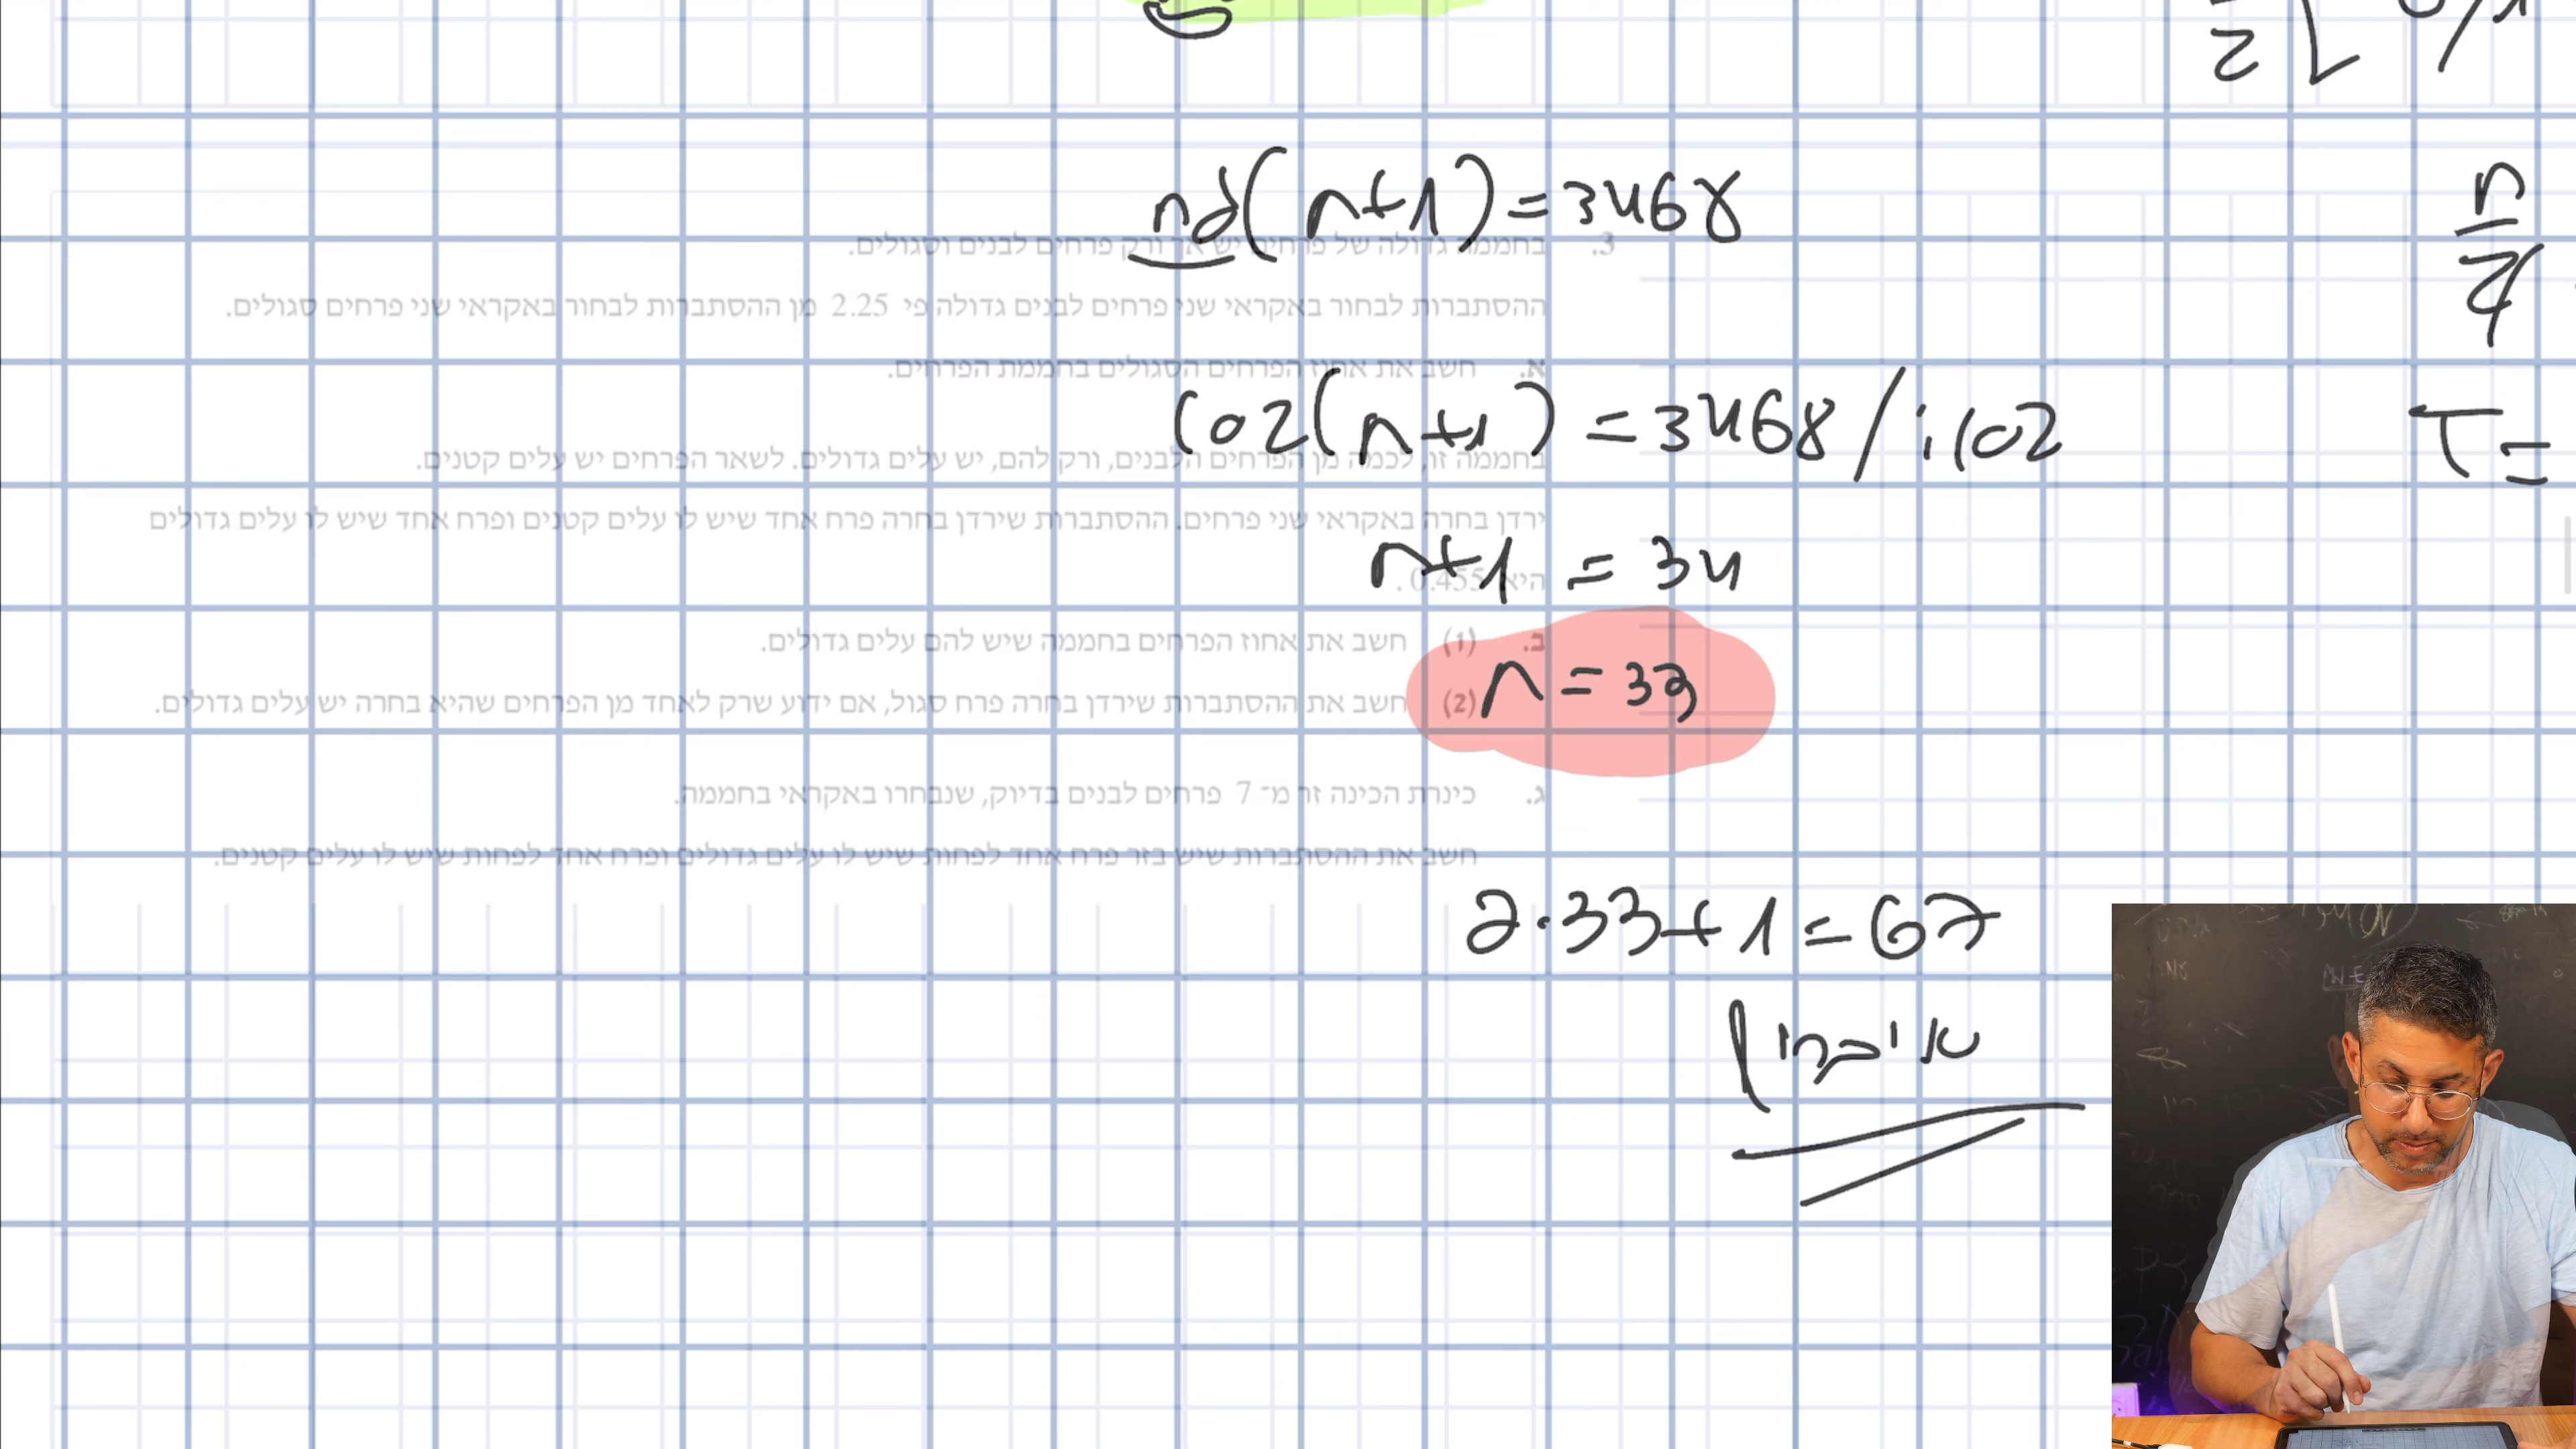 nd(n+1)=3468
3. בחממה גדולה של פרחים יש אך ורק פרחים לבנים וסגולים.
ההסתברות לבחור באקראי שני פרחים לבנים גדולה פי 2.25 מן ההסתברות לבחור באקראי שני פרחים סגולים.
א. חשב את אחוז הפרחים הסגולים בחממת הפרחים.
102(n+1) = 3468 / :102
בחממה זו, לכמה מן הפרחים הלבנים, ורק להם, יש עלים גדולים. לשאר הפרחים יש עלים קטנים.
ירדן בחרה באקראי שני פרחים. ההסתברות שירדן בחרה פרח אחד שיש לו עלים קטנים ופרח אחד שיש לו עלים גדולים
היא 0.455 .
n+1 = 34
ב. (1) חשב את אחוז הפרחים בחממה שיש להם עלים גדולים.
n = 33
(2) חשב את ההסתברות שירדן בחרה פרח סגול, אם ידוע שרק לאחד מן הפרחים שהיא בחרה יש עלים גדולים.
ג. כינרת הכינה זר מ־ 7 פרחים לבנים בדיוק, שנבחרו באקראי בחממה.
חשב את ההסתברות שיש בזר פרח אחד לפחות שיש לו עלים גדולים ופרח אחד לפחות שיש לו עלים קטנים.
2·33+1=67
איברים
n
T=